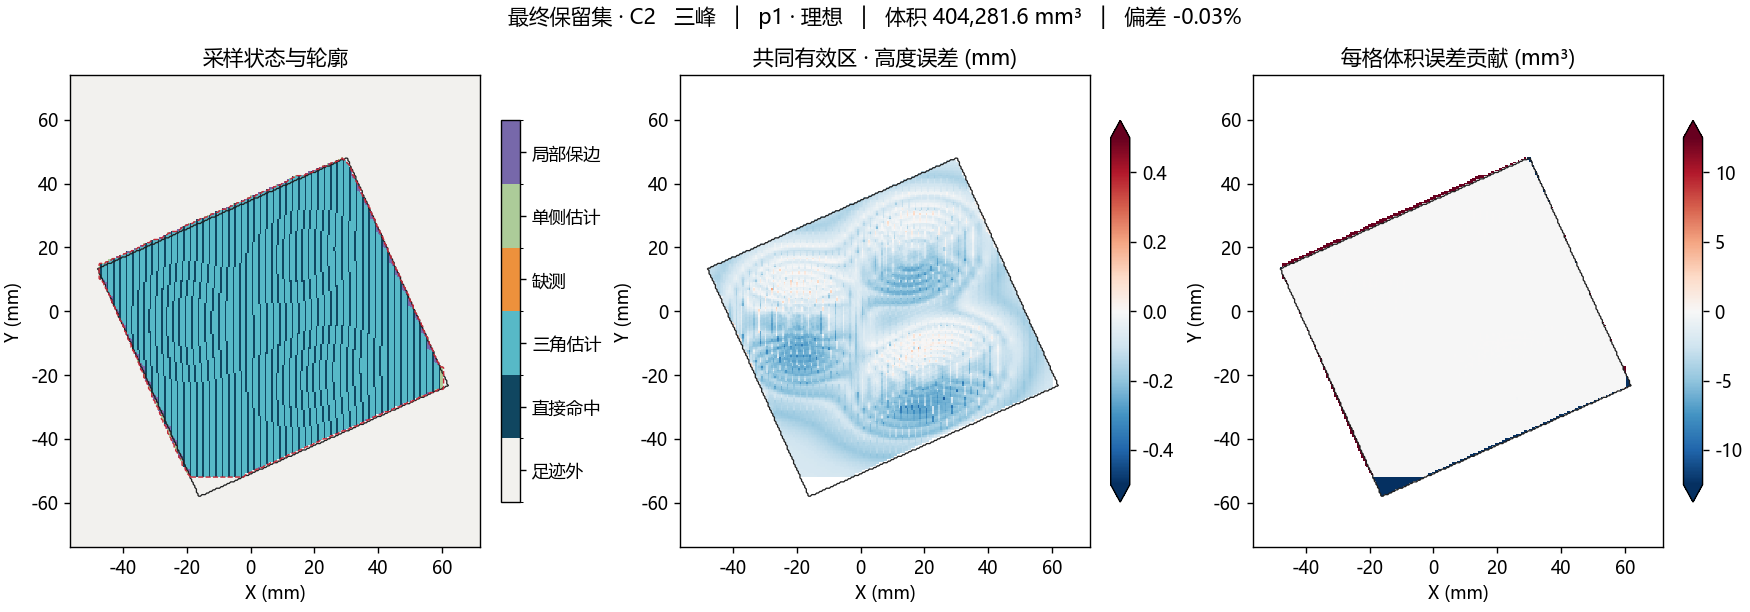 最终保留集 · C2 三峰 | p1 · 理想 | 体积 404,281.6 mm³ | 偏差 -0.03%
采样状态与轮廓
Y (mm)
60
40
20
0
-20
-40
-60
-40 -20 0 20 40 60
X (mm)
局部保边
单侧估计
缺测
三角估计
直接命中
足迹外
共同有效区 · 高度误差 (mm)
Y (mm)
60
40
20
0
-20
-40
-60
-40 -20 0 20 40 60
X (mm)
0.4
0.2
0.0
-0.2
-0.4
每格体积误差贡献 (mm³)
Y (mm)
60
40
20
0
-20
-40
-60
-40 -20 0 20 40 60
X (mm)
10
5
0
-5
-10